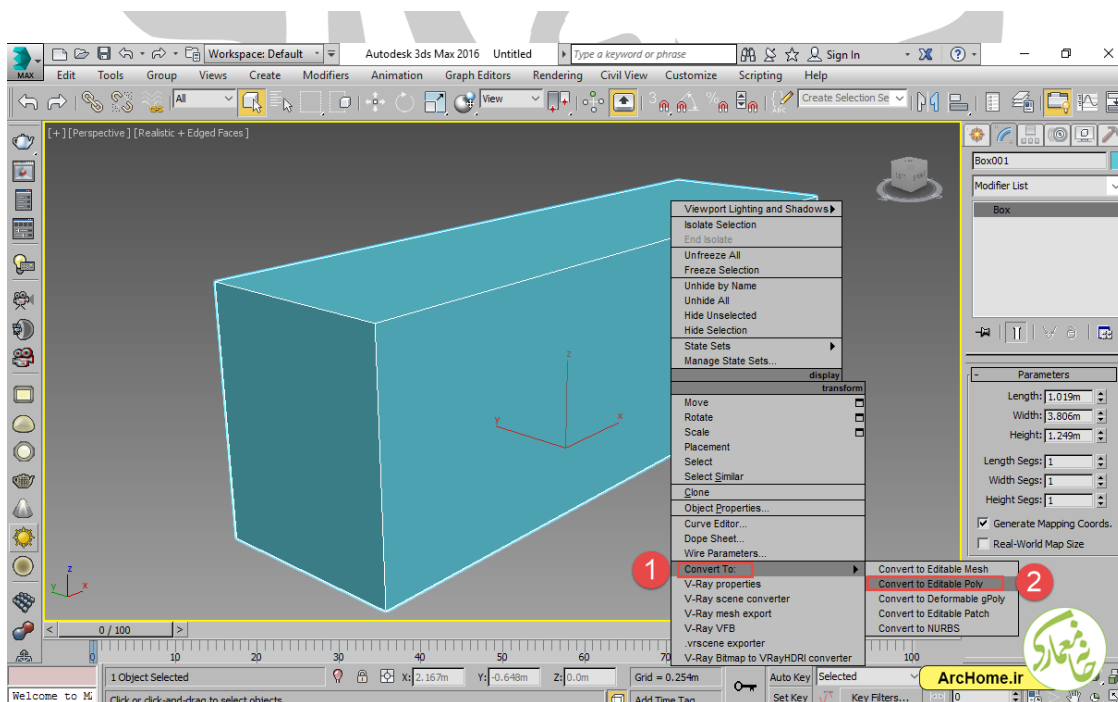 Workspace: Default
Autodesk 3ds Max 2016 Untitled
Type a keyword or phrase
Sign In
MAX
Edit Tools Group Views Create Modifiers Animation Graph Editors Rendering Civil View Customize Scripting Help
All
View
3
Create Selection Se
[+] [Perspective ] [Realistic + Edged Faces ]
Box001
Modifier List
Box
Viewport Lighting and Shadows
Isolate Selection
End Isolate
Unfreeze All
Freeze Selection
Unhide by Name
Unhide All
Hide Unselected
Hide Selection
State Sets
Manage State Sets...
display
transform
Move
Rotate
Scale
Placement
Select
Select Similar
Clone
Object Properties...
Curve Editor...
Dope Sheet...
Wire Parameters...
1
Convert To:
V-Ray properties
V-Ray scene converter
V-Ray mesh export
V-Ray VFB
.vrscene exporter
V-Ray Bitmap to VRayHDRI converter
Convert to Editable Mesh
Convert to Editable Poly
2
Convert to Deformable gPoly
Convert to Editable Patch
Convert to NURBS
Parameters
Length: 1.019m
Width: 3.806m
Height: 1.249m
Length Segs: 1
Width Segs: 1
Height Segs: 1
Generate Mapping Coords.
Real-World Map Size
z
y
x
z
Y
x
0 / 100
0 10 20 30 40 50 60 70 100
1 Object Selected
X: 2.167m Y: -0.648m Z: 0.0m
Grid = 0.254m
Auto Key Selected
Welcome to M
Click or click-and-drag to select objects
Add Time Tag
Set Key
Key Filters...
0
خانه معماری
ArcHome.ir